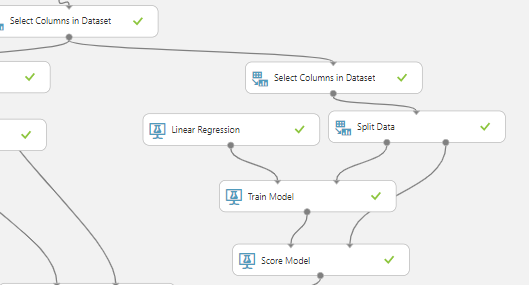 Select Columns in Dataset
Select Columns in Dataset
Linear Regression
Split Data
Train Model
Score Model